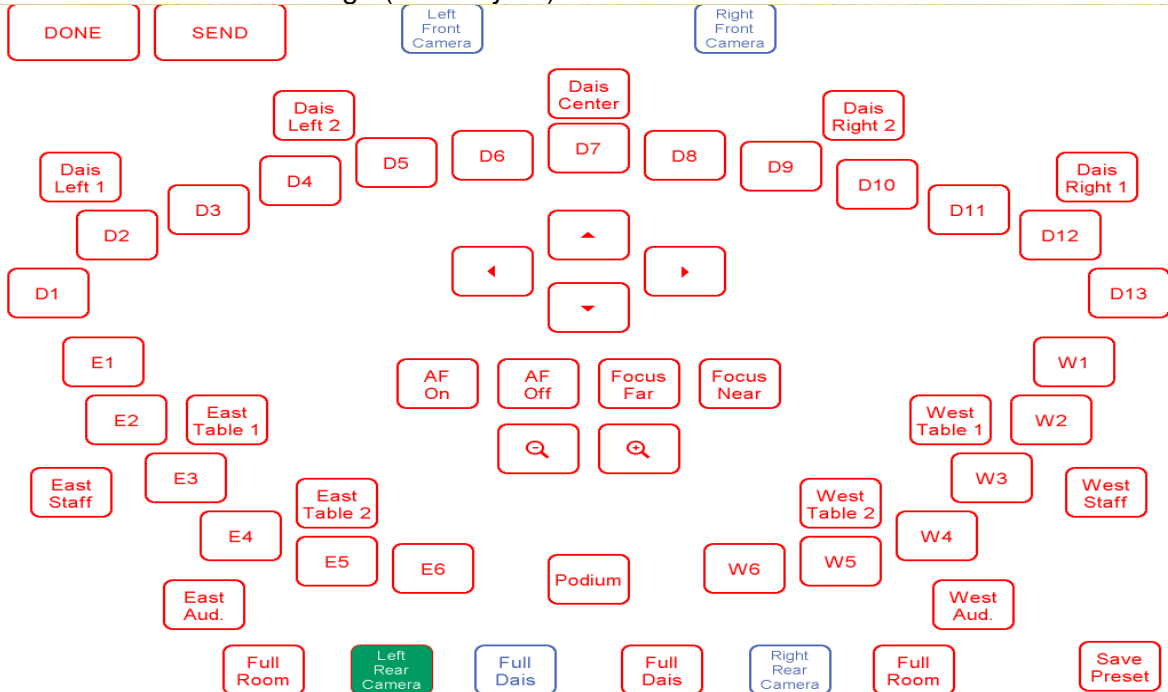 DONE
SEND
Left
Front
Camera
Right
Front
Camera
Dais
Center
Dais
Left 2
Dais
Right 2
D7
D6
D8
D5
D9
D4
D10
Dais
Left 1
Dais
Right 1
D3
D11
D2
D12
D1
D13
E1
W1
AF
On
AF
Off
Focus
Far
Focus
Near
E2
East
Table 1
West
Table 1
W2
E3
W3
East
Staff
West
Staff
East
Table 2
West
Table 2
E4
W4
E5
E6
W6
W5
Podium
East
Aud.
West
Aud.
Full
Room
Left
Rear
Camera
Full
Dais
Full
Dais
Right
Rear
Camera
Full
Room
Save
Preset